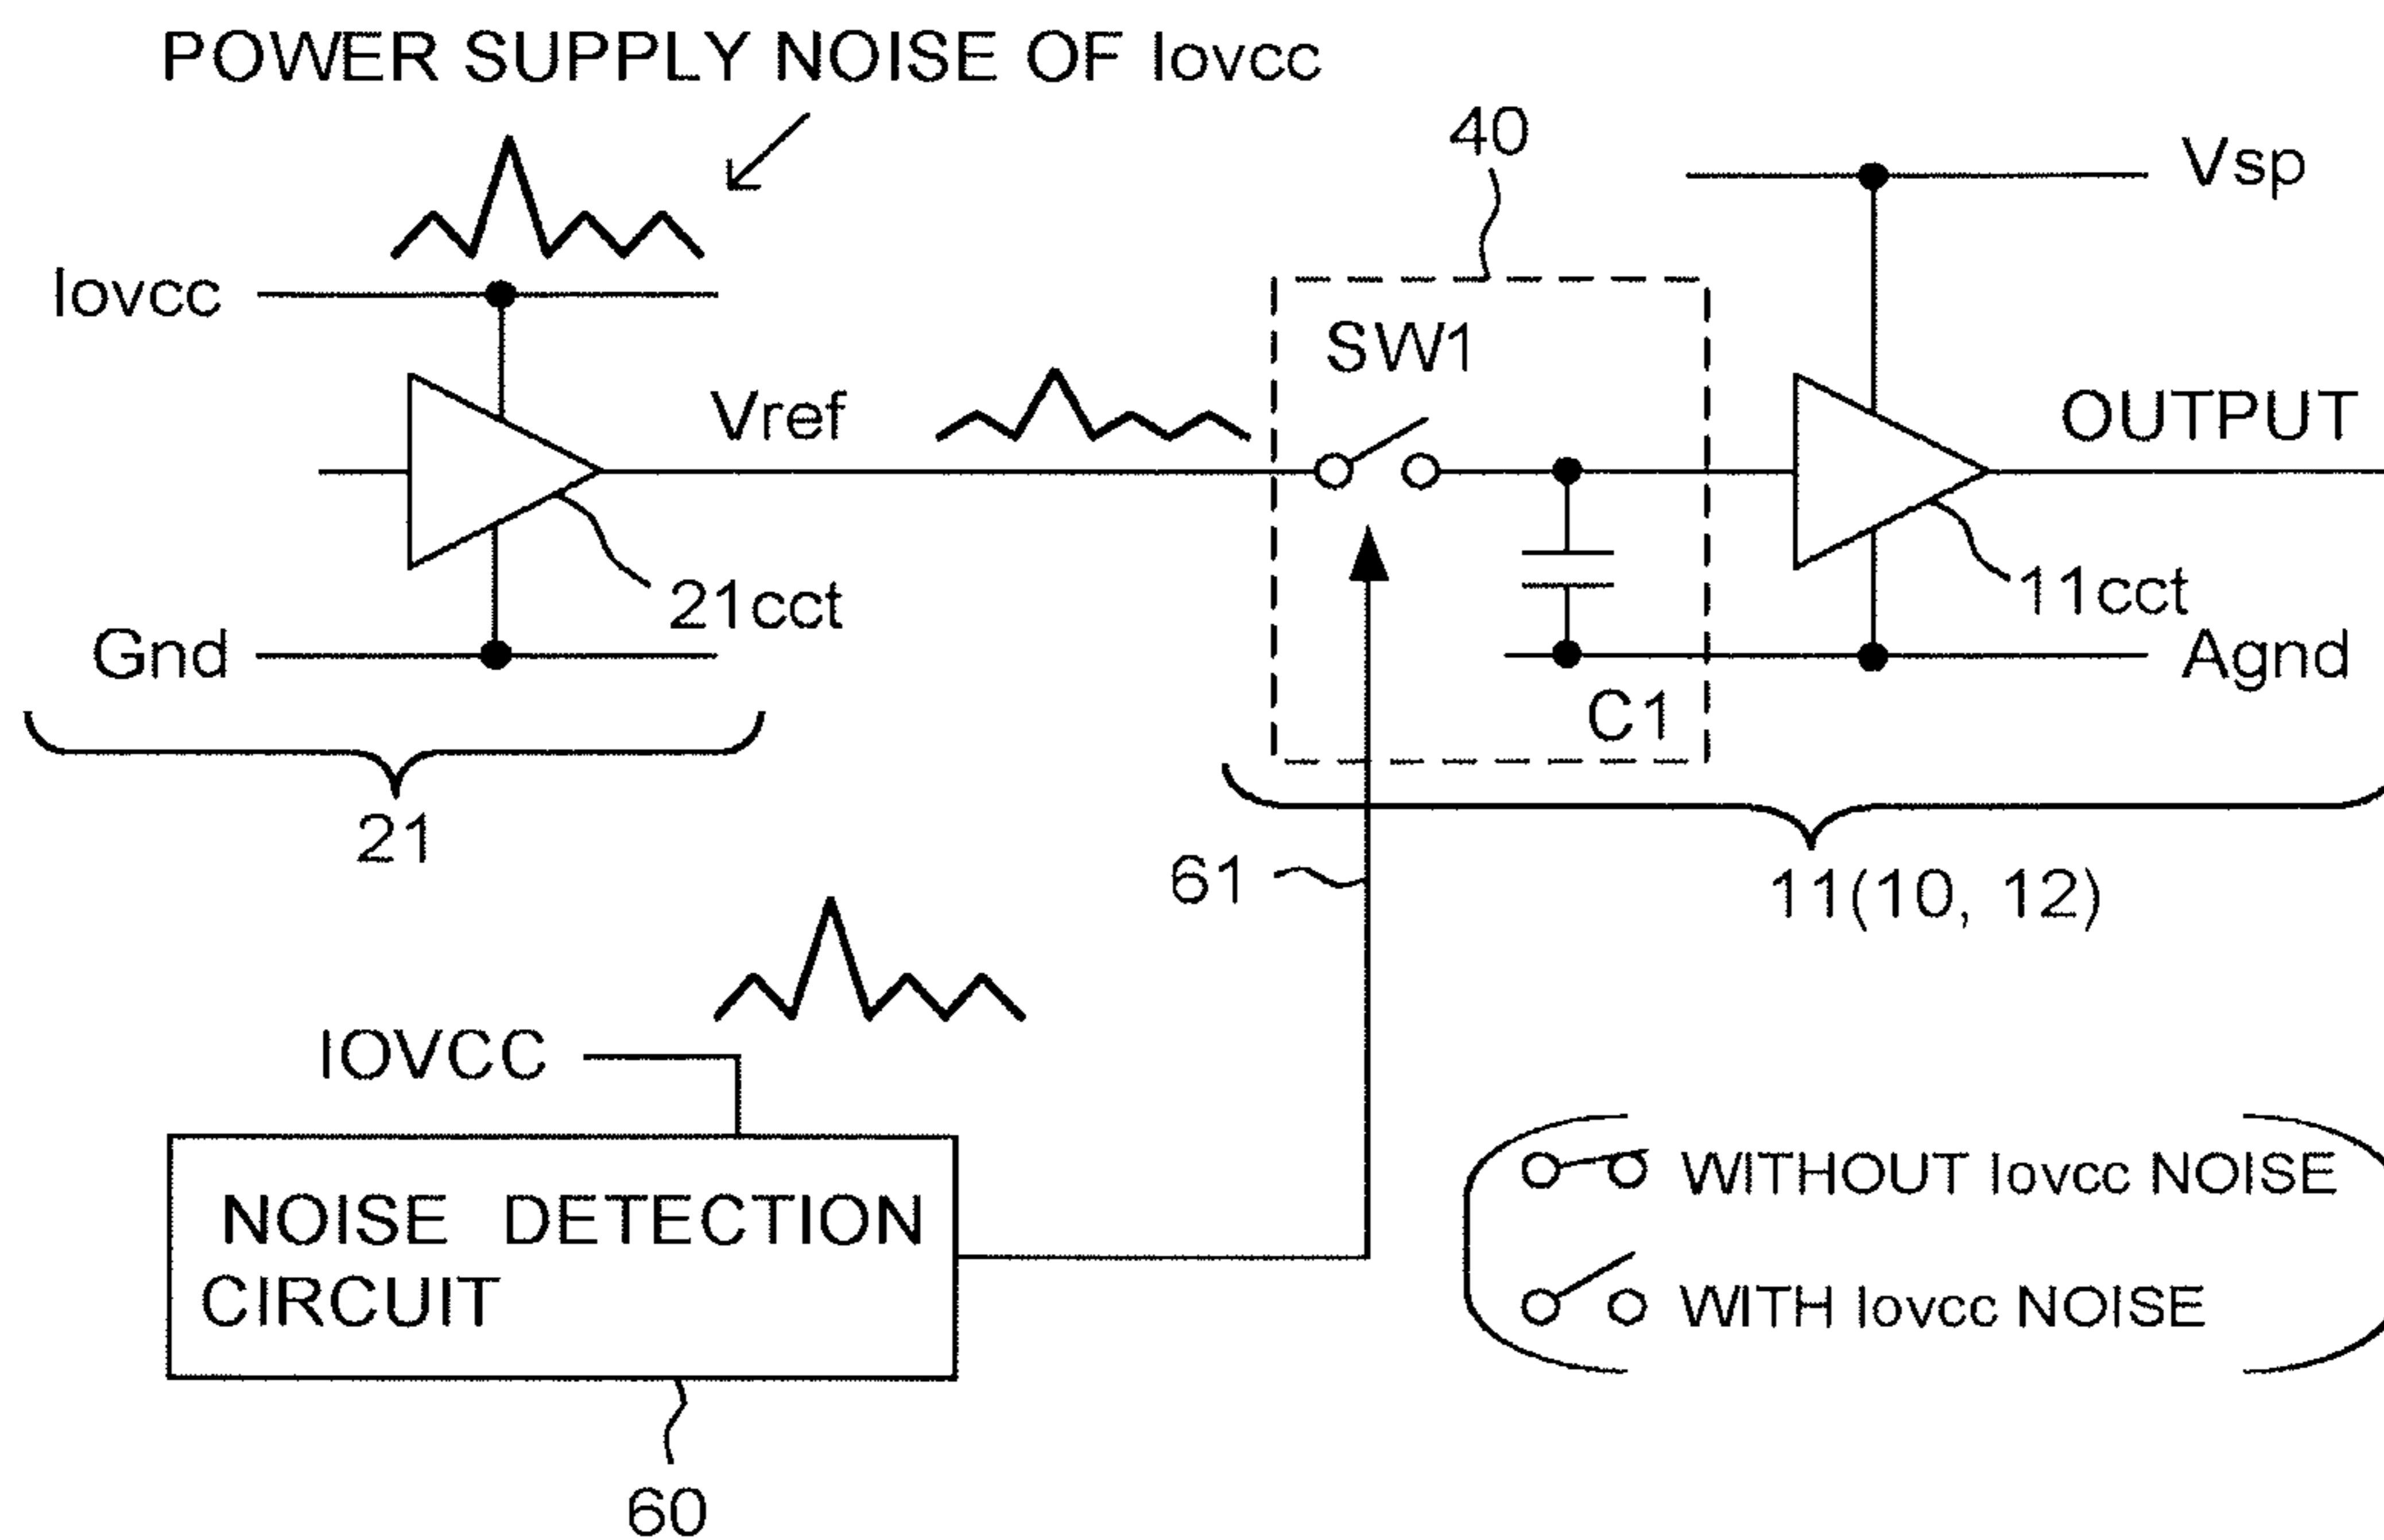 POWER SUPPLY NOISE OF Iovcc
40
Vsp
Iovcc
SW1
Vref
OUTPUT
21cct
11cct
Gnd
Agnd
C1
21
61
11(10, 12)
IOVCC
NOISE DETECTION
CIRCUIT
WITHOUT Iovcc NOISE
WITH Iovcc NOISE
60